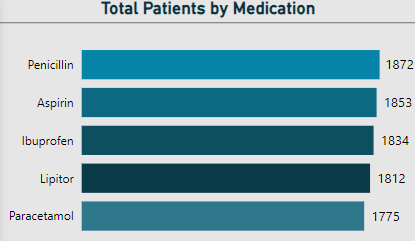 Total Patients by Medication
Penicillin 1872
Aspirin 1853
Ibuprofen 1834
Lipitor 1812
Paracetamol 1775